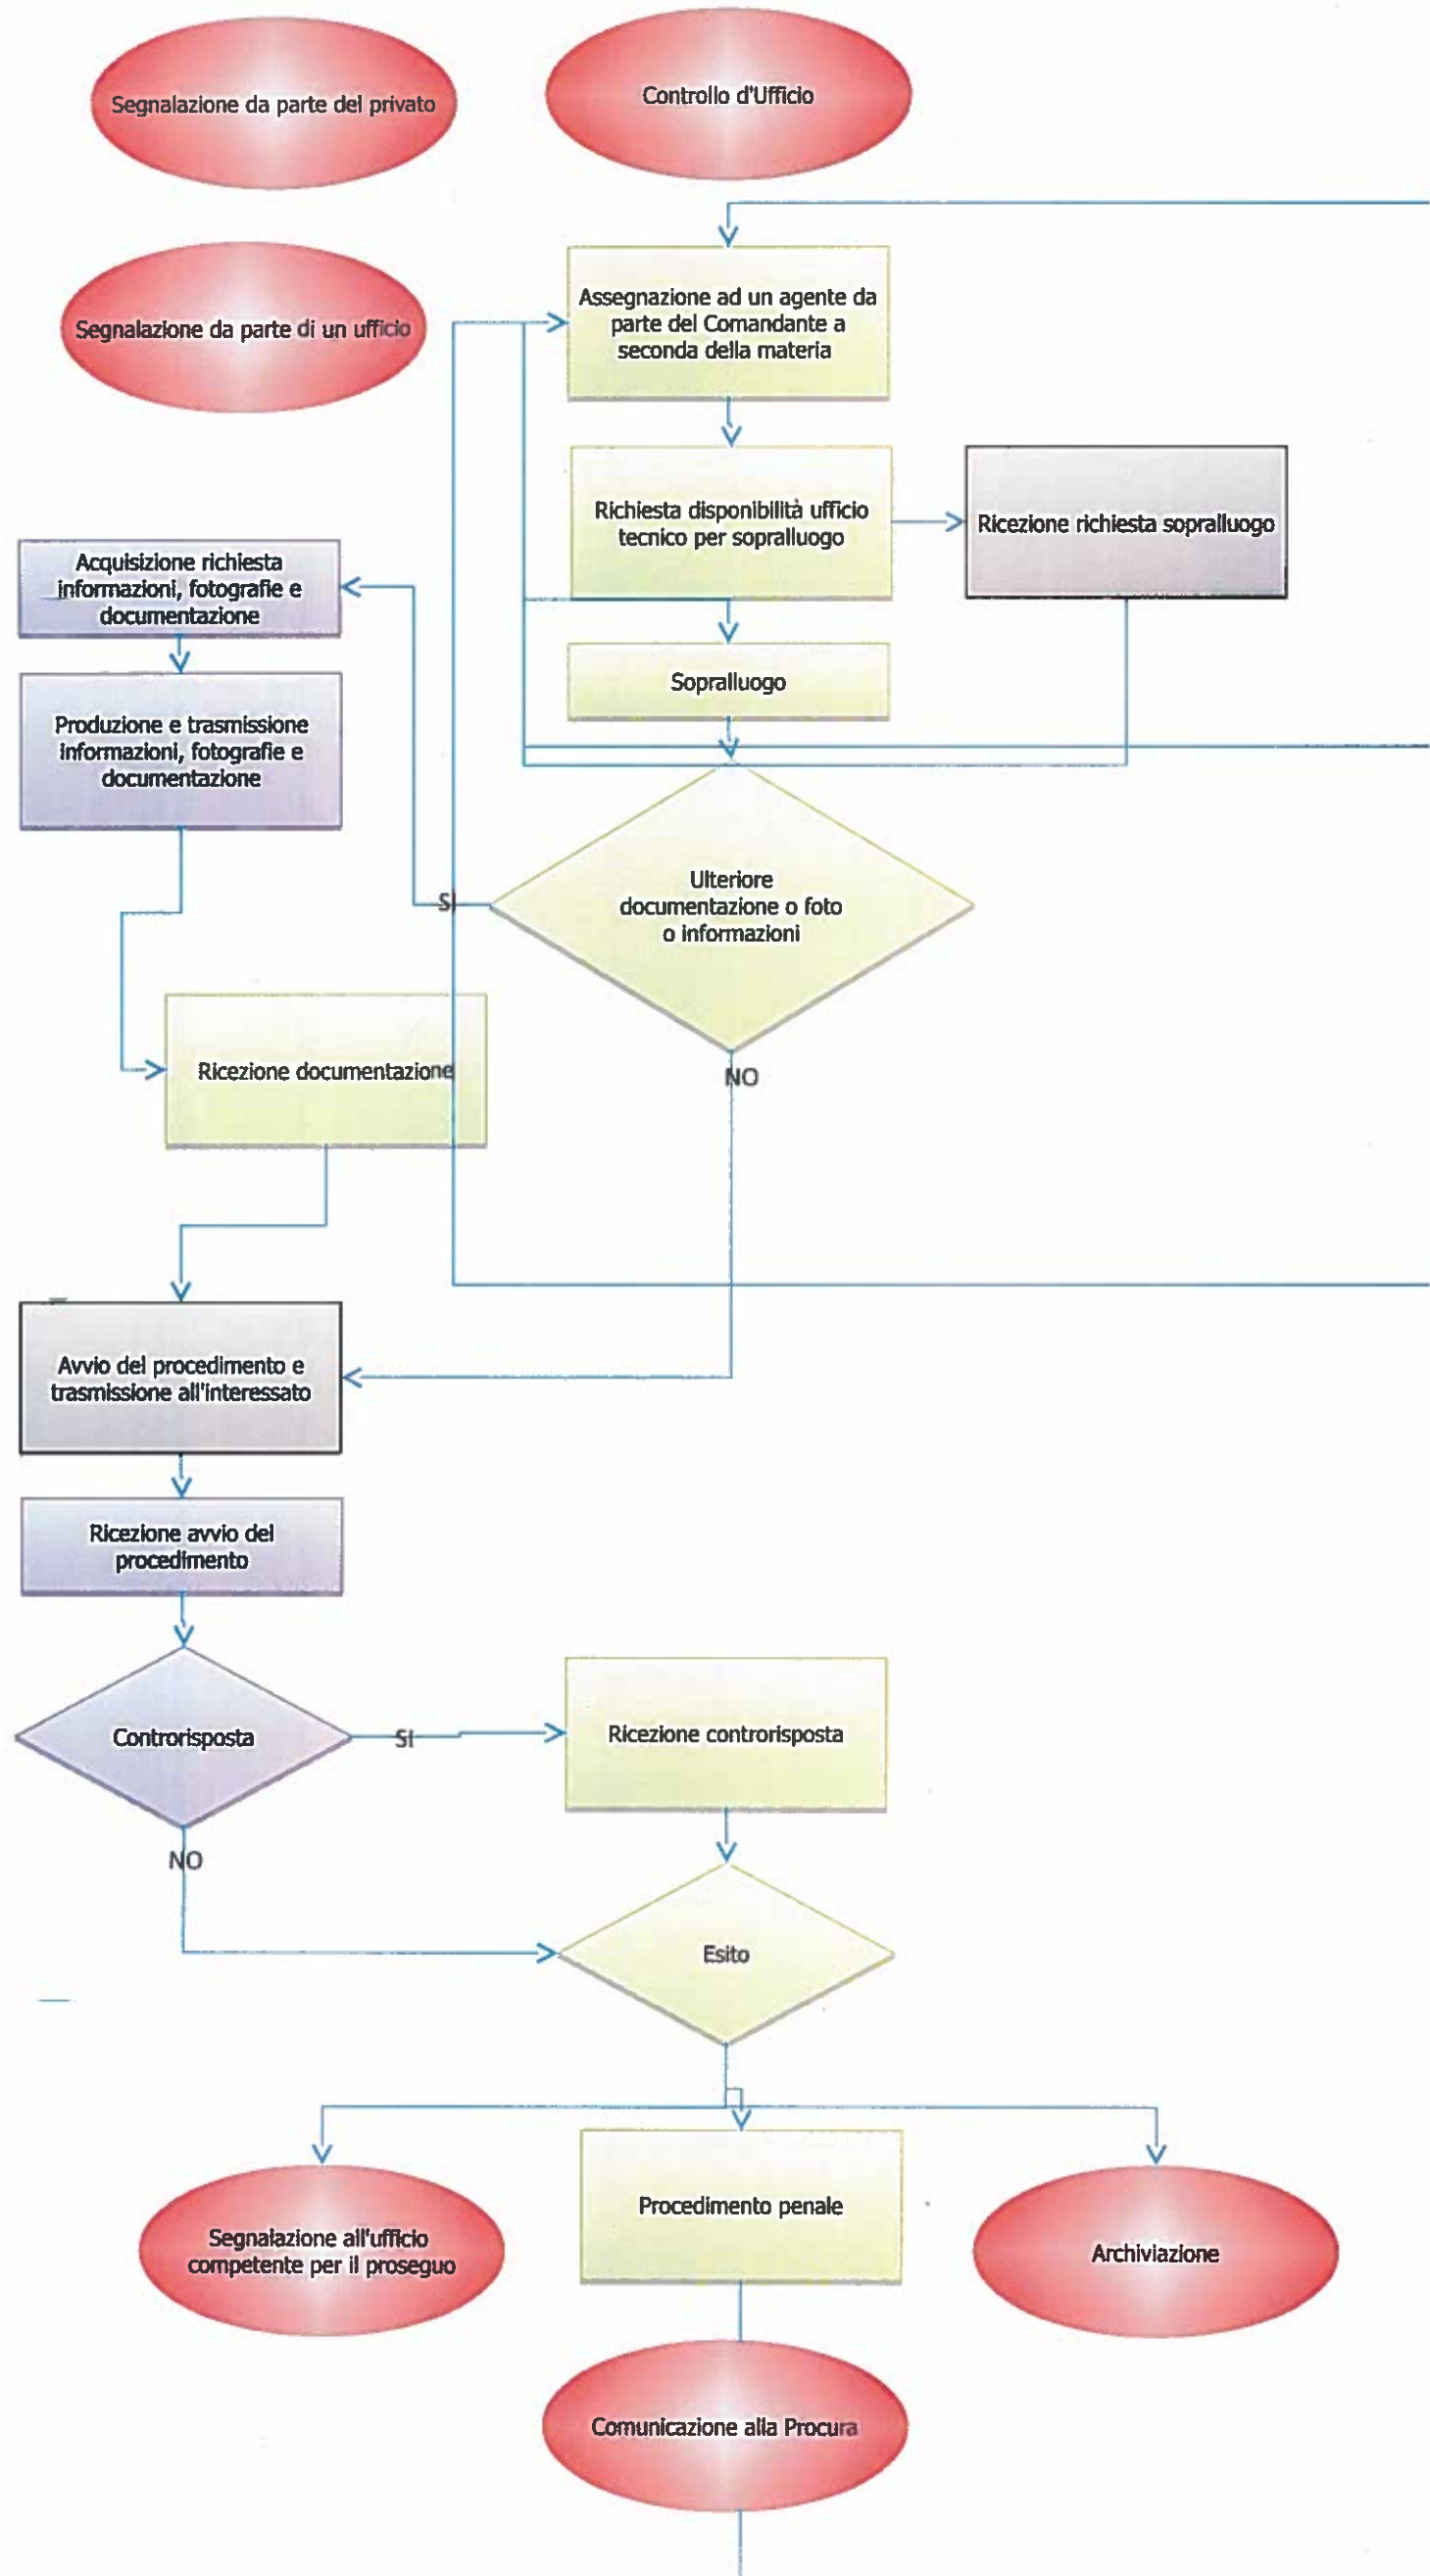 Segnalazione da parte del privato
Controllo d'Ufficio
Segnalazione da parte di un ufficio
Assegnazione ad un agente da
parte del Comandante a
seconda della materia
Richiesta disponibilità ufficio
tecnico per sopralluogo
Ricezione richiesta sopralluogo
Acquisizione richiesta
informazioni, fotografie e
documentazione
Sopralluogo
Produzione e trasmissione
informazioni, fotografie e
documentazione
Ulteriore
documentazione o foto
o informazioni
SI
Ricezione documentazione
NO
Avvio del procedimento e
trasmissione all'interessato
Ricezione avvio del
procedimento
Controrisposta
SI
Ricezione controrisposta
NO
Esito
Segnalazione all'ufficio
competente per il proseguo
Procedimento penale
Archiviazione
Comunicazione alla Procura